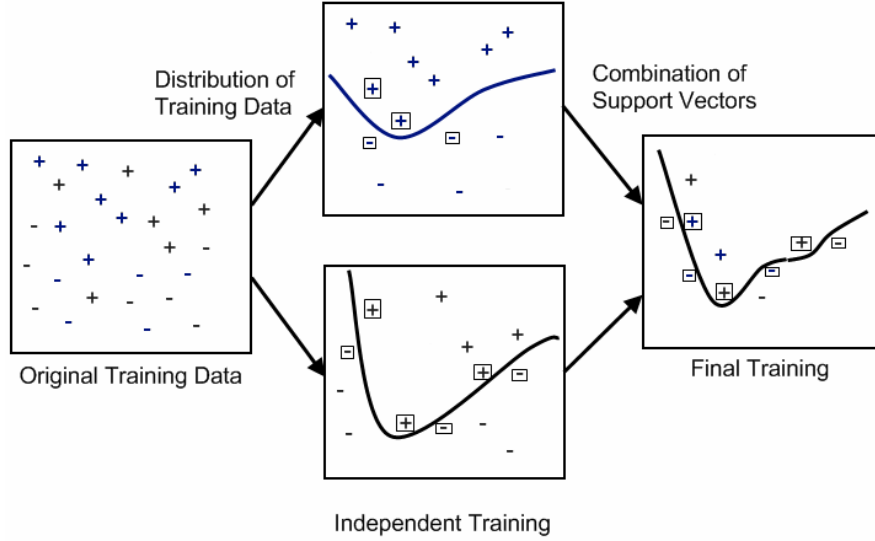 Distribution of
Training Data
Combination of
Support Vectors
Original Training Data
Final Training
Independent Training